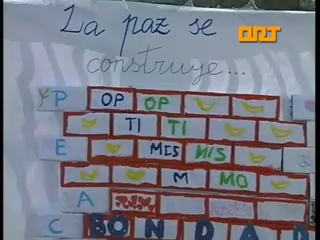 La paz se
ORT
construye...
P OP OP
TI TI
E MIS MIS
M MO
A
C BONDAD